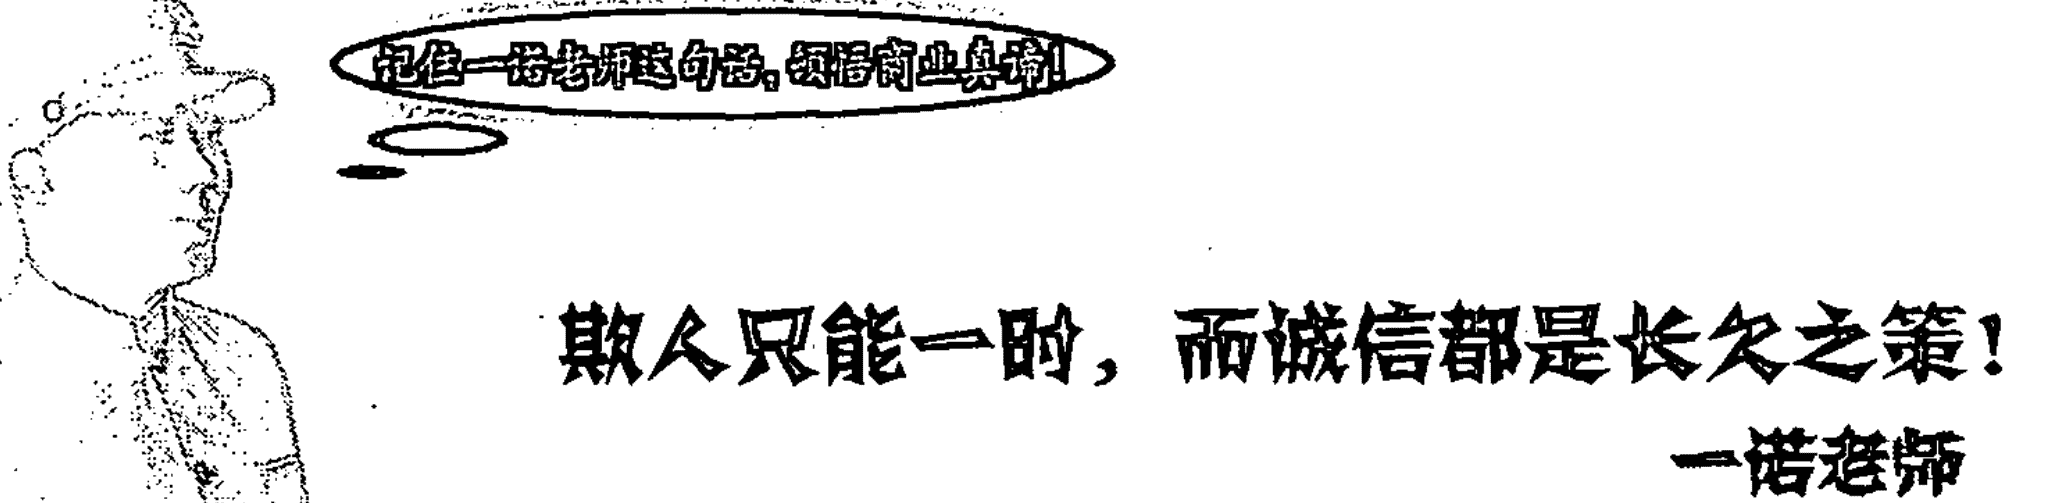 记住一诺老师这句话，领悟商业真谛！
欺人只能一时，而诚信都是长久之策！
一诺老师